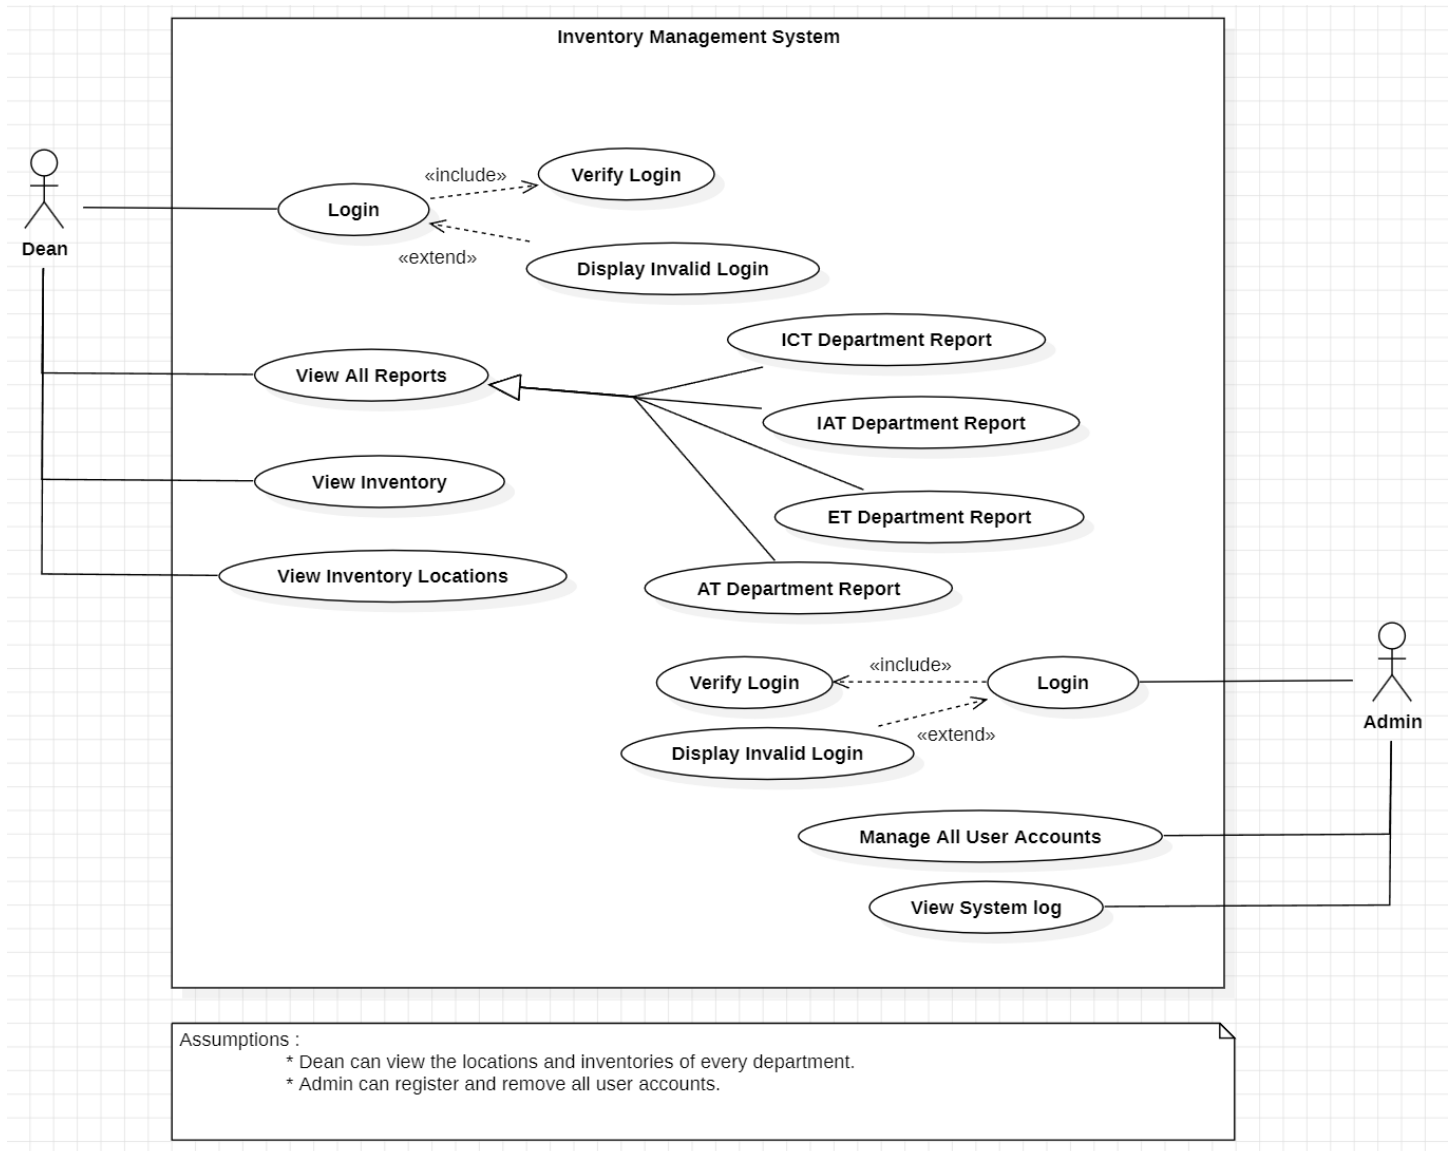 Inventory Management System
«include»
Verify Login
Login
Dean
«extend»
Display Invalid Login
ICT Department Report
View All Reports
IAT Department Report
View Inventory
ET Department Report
View Inventory Locations
AT Department Report
«include»
Verify Login
Login
Admin
«extend»
Display Invalid Login
Manage All User Accounts
View System log
Assumptions :
* Dean can view the locations and inventories of every department.
* Admin can register and remove all user accounts.